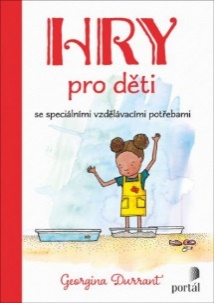 HRY
pro děti
se speciálními vzdělávacími potřebami
Georgina Durrant
portál